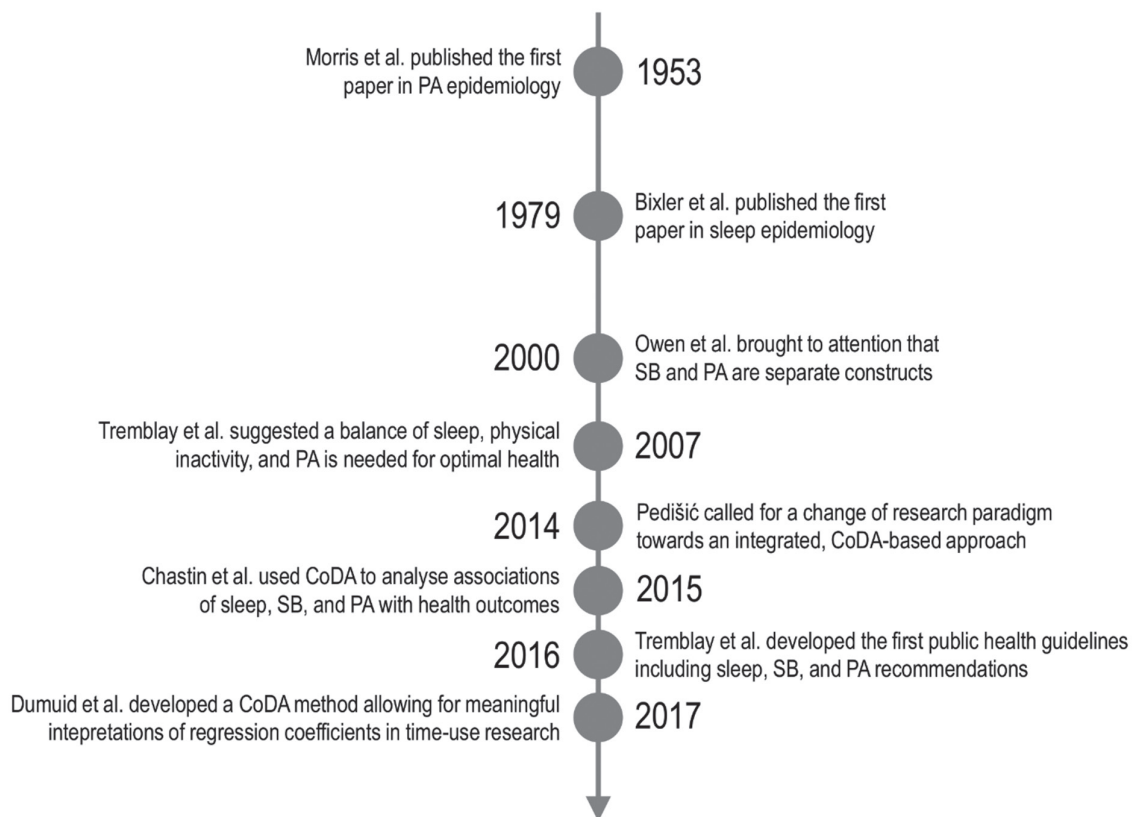 Morris et al. published the first
paper in PA epidemiology
1953
1979
Bixler et al. published the first
paper in sleep epidemiology
2000
Owen et al. brought to attention that
SB and PA are separate constructs
Tremblay et al. suggested a balance of sleep, physical
inactivity, and PA is needed for optimal health
2007
2014
Pedišić called for a change of research paradigm
towards an integrated, CoDA-based approach
Chastin et al. used CoDA to analyse associations
of sleep, SB, and PA with health outcomes
2015
2016
Tremblay et al. developed the first public health guidelines
including sleep, SB, and PA recommendations
Dumuid et al. developed a CoDA method allowing for meaningful
intepretations of regression coefficients in time-use research
2017